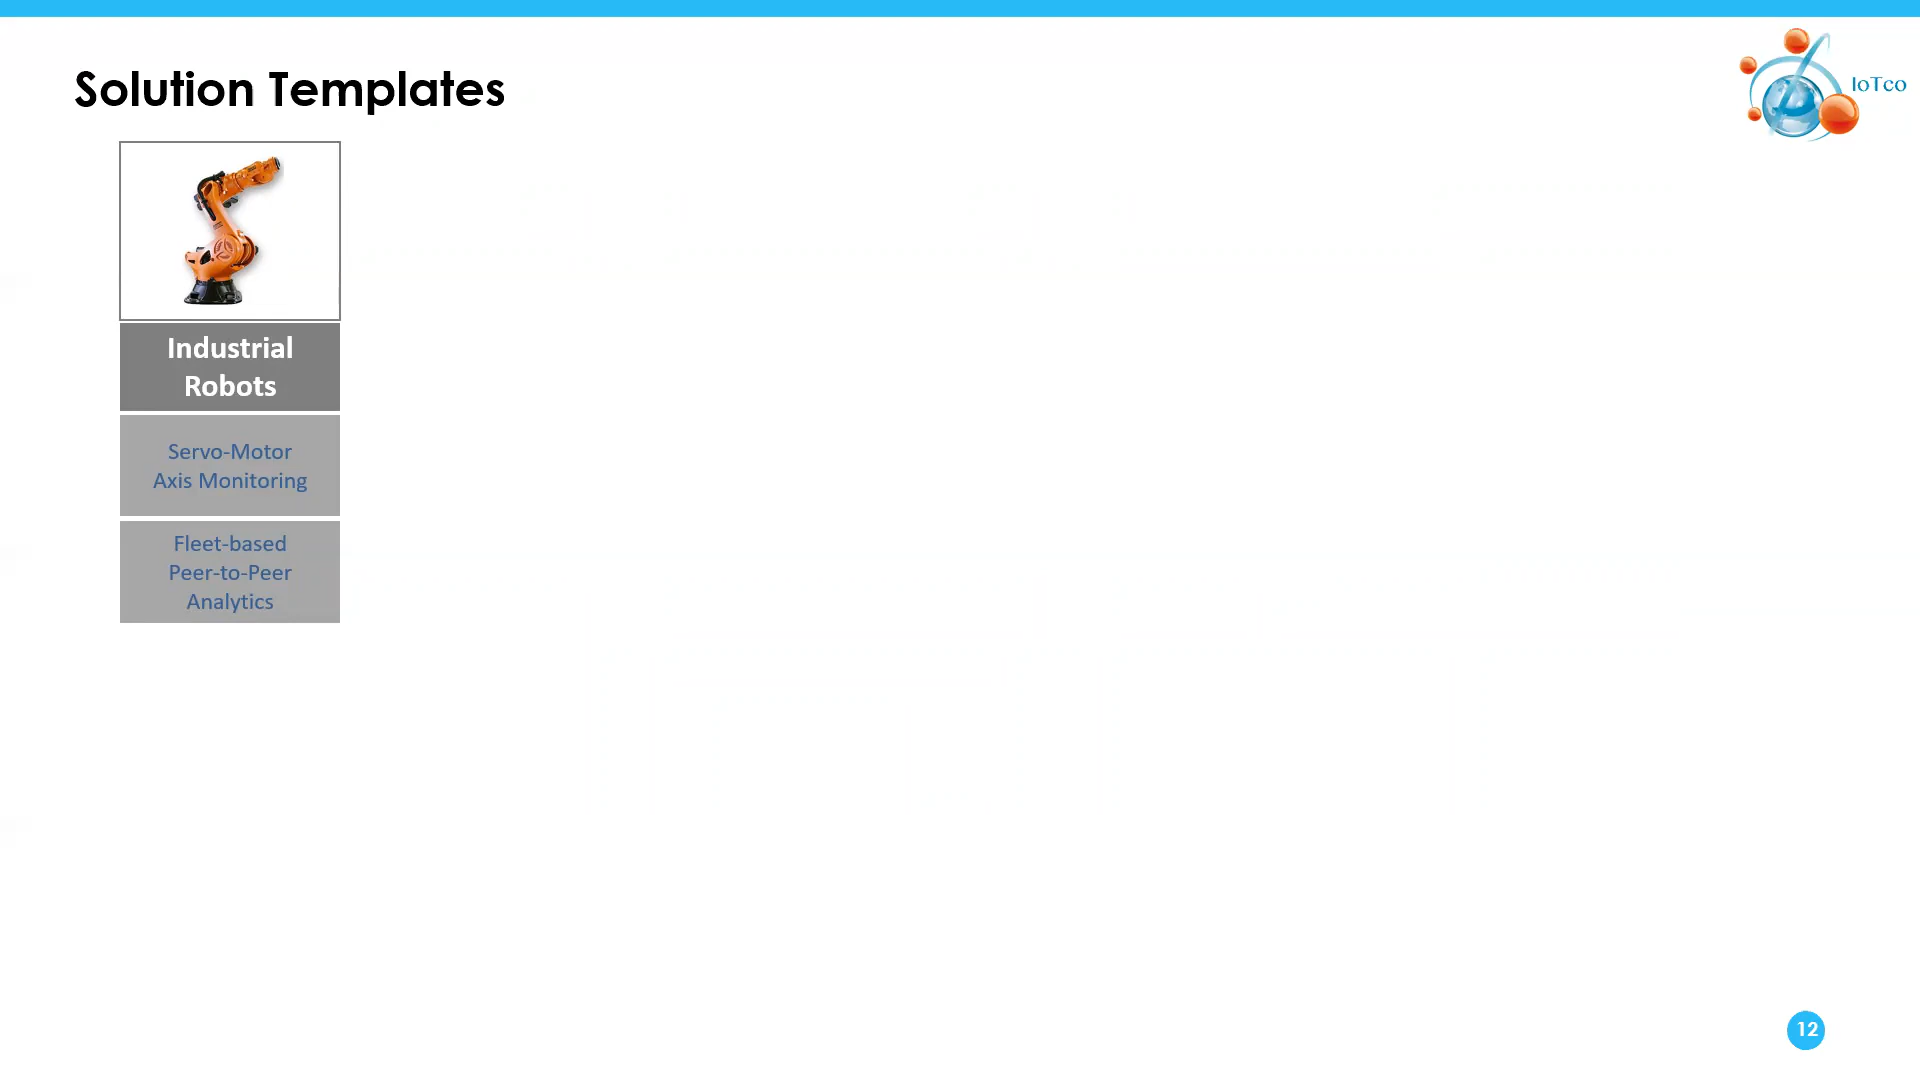 Solution Templates
IoTco
Industrial
Robots
Servo-Motor
Axis Monitoring
Fleet-based
Peer-to-Peer
Analytics
12